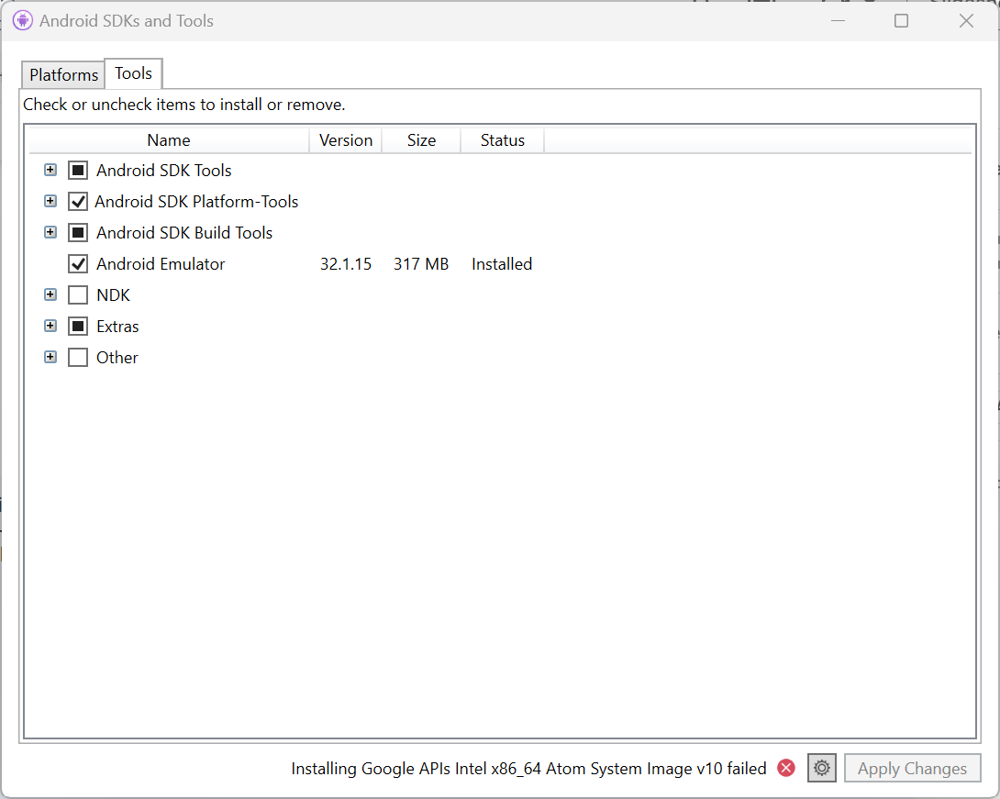 Android SDKs and Tools
Platforms Tools
Check or uncheck items to install or remove.
Name Version Size Status
Android SDK Tools
Android SDK Platform-Tools
Android SDK Build Tools
Android Emulator 32.1.15 317 MB Installed
NDK
Extras
Other
Installing Google APIs Intel x86_64 Atom System Image v10 failed Apply Changes